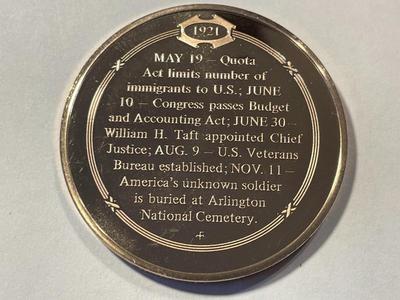 1921
MAY 19 — Quota
Act limits number of
immigrants to U.S.; JUNE
10 — Congress passes Budget
and Accounting Act; JUNE 30—
William H. Taft appointed Chief
Justice; AUG. 9 — U.S. Veterans
Bureau established; NOV. 11—
America's unknown soldier
is buried at Arlington
National Cemetery.